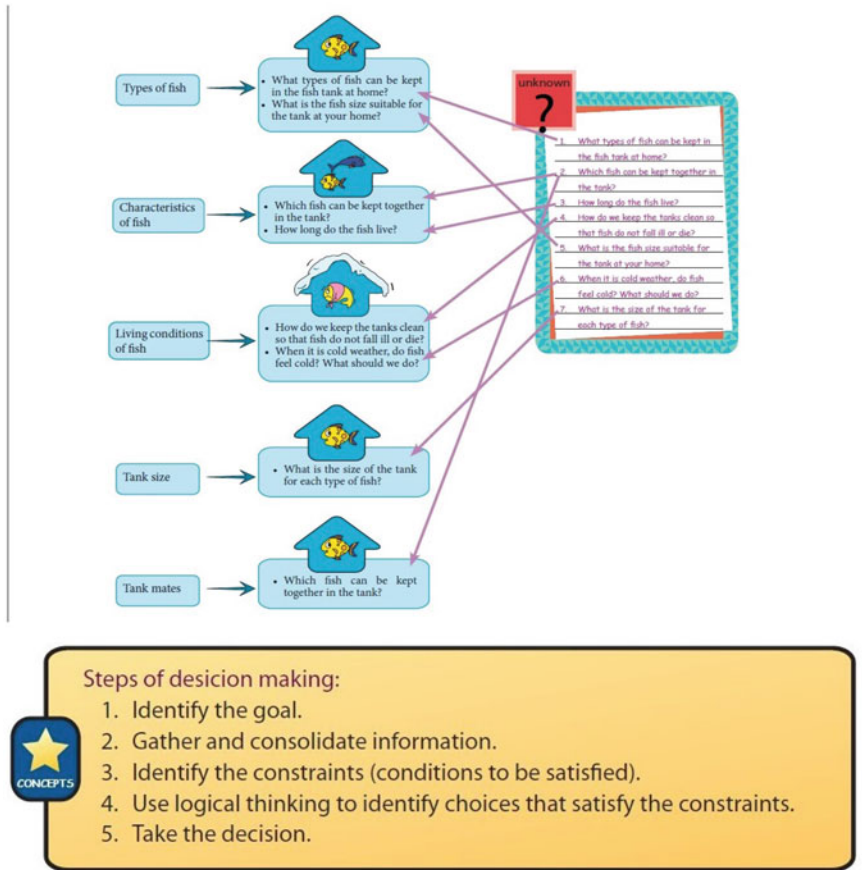 Types of fish
• What types of fish can be kept
in the fish tank at home?
• What is the fish size suitable for
the tank at your home?
Characteristics
of fish
• Which fish can be kept together
in the tank?
• How long do the fish live?
Living conditions
of fish
• How do we keep the tanks clean
so that fish do not fall ill or die?
• When it is cold weather, do fish
feel cold? What should we do?
Tank size
• What is the size of the tank
for each type of fish?
Tank mates
• Which fish can be kept
together in the tank?
unknown
?
1. What types of fish can be kept in
the fish tank at home?
2. Which fish can be kept together in
the tank?
3. How long do the fish live?
4. How do we keep the tanks clean so
that fish do not fall ill or die?
5. What is the fish size suitable for
the tank at your home?
6. When it is cold weather, do fish
feel cold? What should we do?
7. What is the size of the tank for
each type of fish?
CONCEPTS
Steps of desicion making:
1. Identify the goal.
2. Gather and consolidate information.
3. Identify the constraints (conditions to be satisfied).
4. Use logical thinking to identify choices that satisfy the constraints.
5. Take the decision.